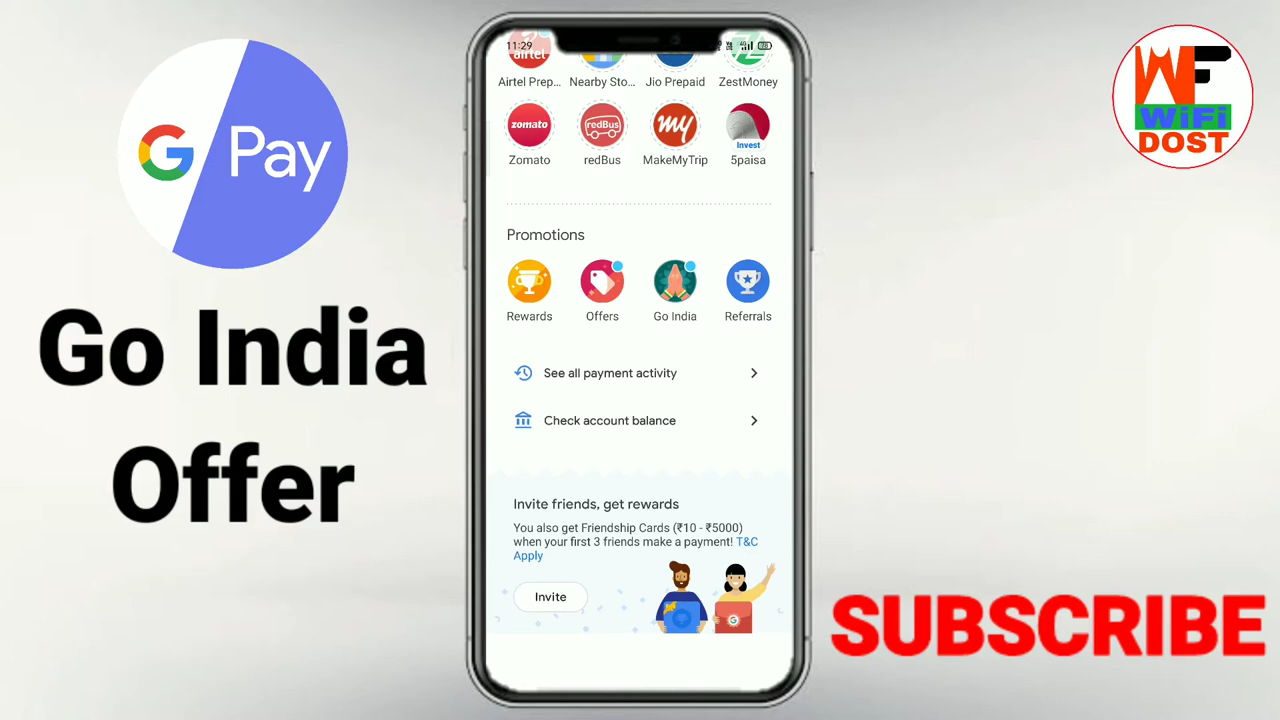 G Pay
Go India
Offer
11:29
airtel
Airtel Prep...
Nearby Sto...
Jio Prepaid
ZestMoney
zomato
redBus
my
Invest
Zomato
redBus
MakeMyTrip
5paisa
Promotions
Rewards
Offers
Go India
Referrals
See all payment activity
Check account balance
Invite friends, get rewards
You also get Friendship Cards (₹10 - ₹5000)
when your first 3 friends make a payment! T&C
Apply
Invite
WF
WiFi
DOST
SUBSCRIBE